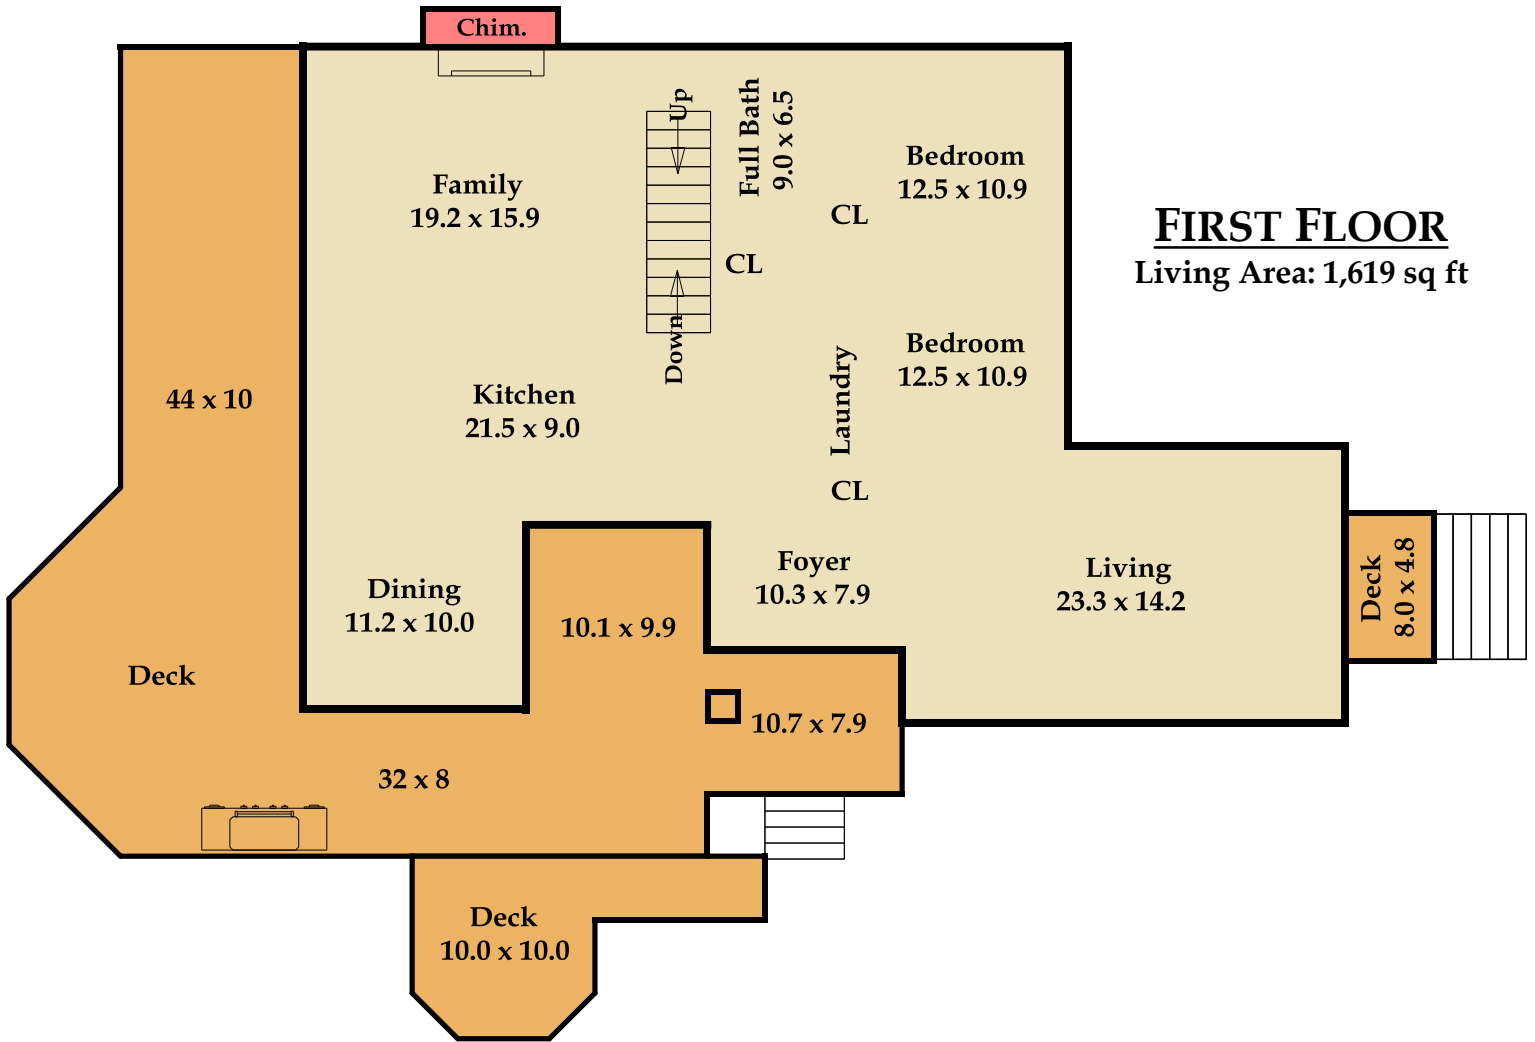 Chim.
Up
Full Bath
9.0 x 6.5
Bedroom
12.5 x 10.9
Family
19.2 x 15.9
CL
FIRST FLOOR
Living Area: 1,619 sq ft
CL
Down
Bedroom
12.5 x 10.9
Laundry
44 x 10
Kitchen
21.5 x 9.0
CL
Foyer
10.3 x 7.9
Living
23.3 x 14.2
Deck
8.0 x 4.8
Dining
11.2 x 10.0
10.1 x 9.9
Deck
10.7 x 7.9
32 x 8
Deck
10.0 x 10.0